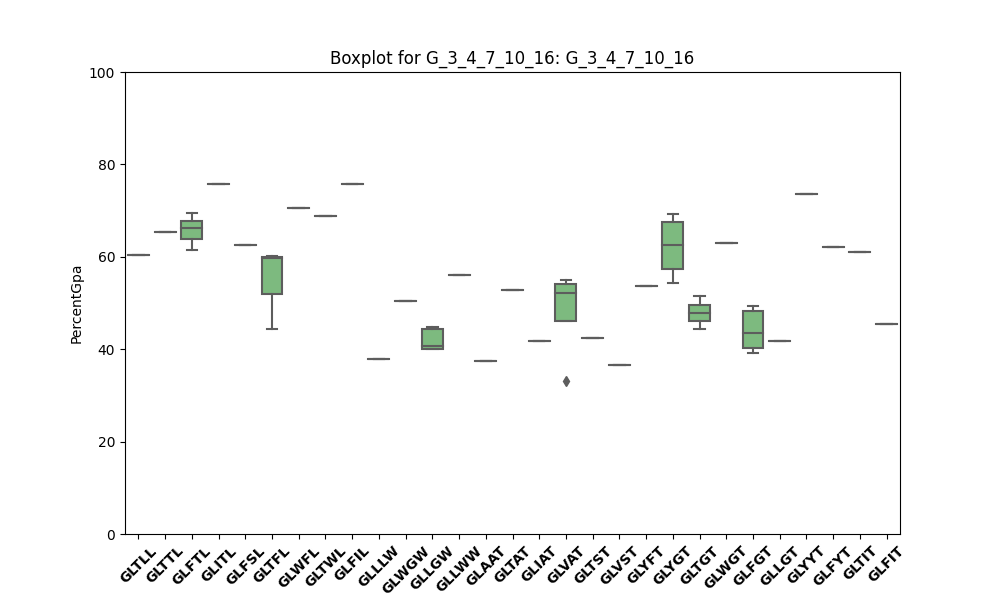 Boxplot for G_3_4_7_10_16: G_3_4_7_10_16
PercentGpa
100
80
60
40
20
0
GLTLL
GLTTL
GLFTL
GLITL
GLFSL
GLTFL
GLWFL
GLTWL
GLFIL
GLLLW
GLWGW
GLLGW
GLLWW
GLAAT
GLTAT
GLIAT
GLVAT
GLTST
GLVST
GLYFT
GLYGT
GLTGT
GLWGT
GLFGT
GLLGT
GLYYT
GLFYT
GLTIT
GLFIT